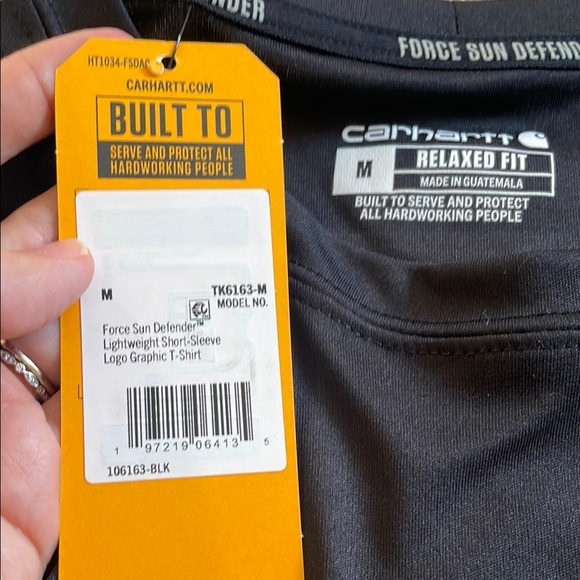 HT1034-FSDAC
CARHARTT.COM
BUILT TO
SERVE AND PROTECT ALL
HARDWORKING PEOPLE
M
TK6163-M
MODEL NO.
Force Sun Defender™
Lightweight Short-Sleeve
Logo Graphic T-Shirt
1 97219 06413 5
106163-BLK
NDER
FORCE SUN DEFENDE
carhartt
M
RELAXED FIT
MADE IN GUATEMALA
BUILT TO SERVE AND PROTECT
ALL HARDWORKING PEOPLE